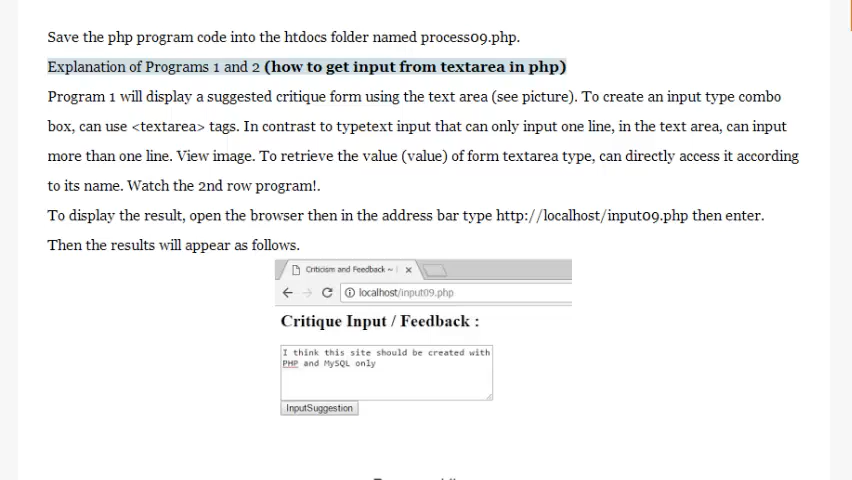 Save the php program code into the htdocs folder named process09.php.
Explanation of Programs 1 and 2 (how to get input from textarea in php)
Program 1 will display a suggested critique form using the text area (see picture). To create an input type combo
box, can use <textarea> tags. In contrast to typetext input that can only input one line, in the text area, can input
more than one line. View image. To retrieve the value (value) of form textarea type, can directly access it according
to its name. Watch the 2nd row program!.
To display the result, open the browser then in the address bar type http://localhost/input09.php then enter.
Then the results will appear as follows.
Criticism and Feedback ~
localhost/input09.php
Critique Input / Feedback :
I think this site should be created with
PHP and MySQL only
InputSuggestion